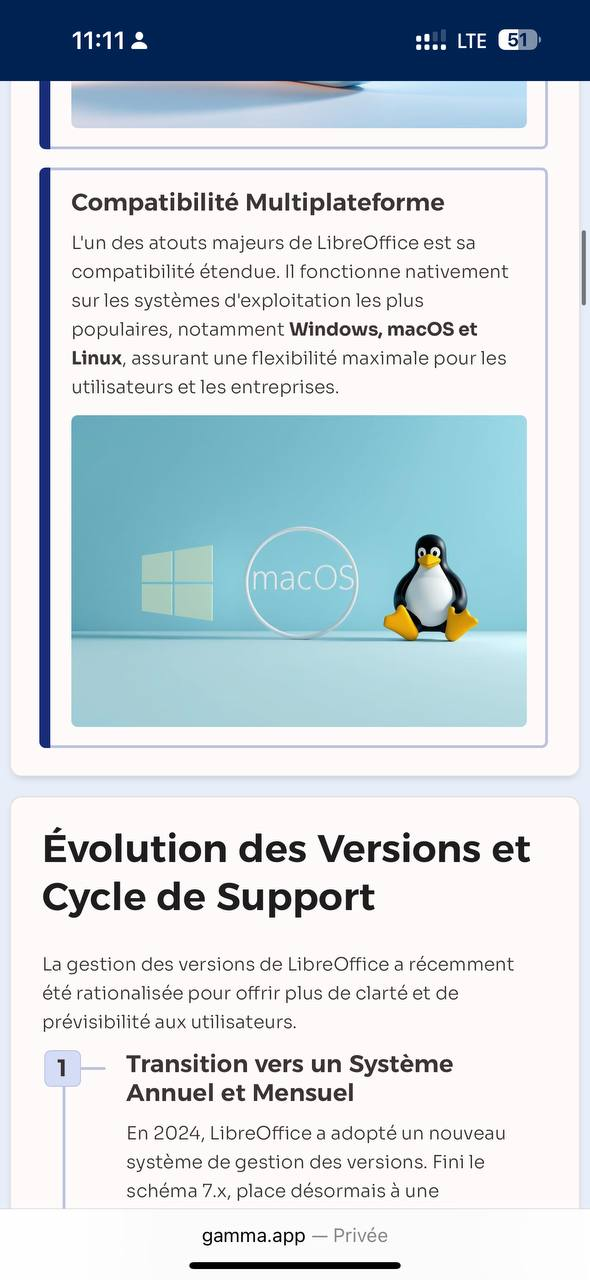 11:11
LTE
51
Compatibilité Multiplateforme
L'un des atouts majeurs de LibreOffice est sa
compatibilité étendue. Il fonctionne nativement
sur les systèmes d'exploitation les plus
populaires, notamment Windows, macOS et
Linux, assurant une flexibilité maximale pour les
utilisateurs et les entreprises.
macOS
Évolution des Versions et
Cycle de Support
La gestion des versions de LibreOffice a récemment
été rationalisée pour offrir plus de clarté et de
prévisibilité aux utilisateurs.
1
Transition vers un Système
Annuel et Mensuel
En 2024, LibreOffice a adopté un nouveau
système de gestion des versions. Fini le
schéma 7.x, place désormais à une
gamma.app — Privée